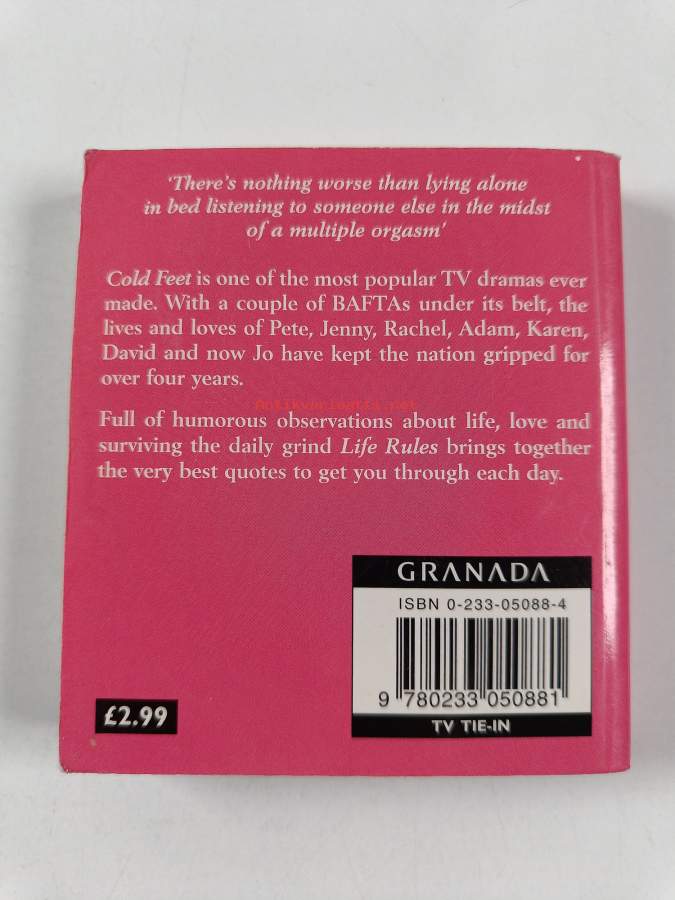 'There's nothing worse than lying alone
in bed listening to someone else in the midst
of a multiple orgasm'
Cold Feet is one of the most popular TV dramas ever
made. With a couple of BAFTAs under its belt, the
lives and loves of Pete, Jenny, Rachel, Adam, Karen,
David and now Jo have kept the nation gripped for
over four years.
Antikvariaatti.net
Full of humorous observations about life, love and
surviving the daily grind Life Rules brings together
the very best quotes to get you through each day.
GRANADA
ISBN 0-233-05088-4
9 780233 050881
£2.99
TV TIE-IN